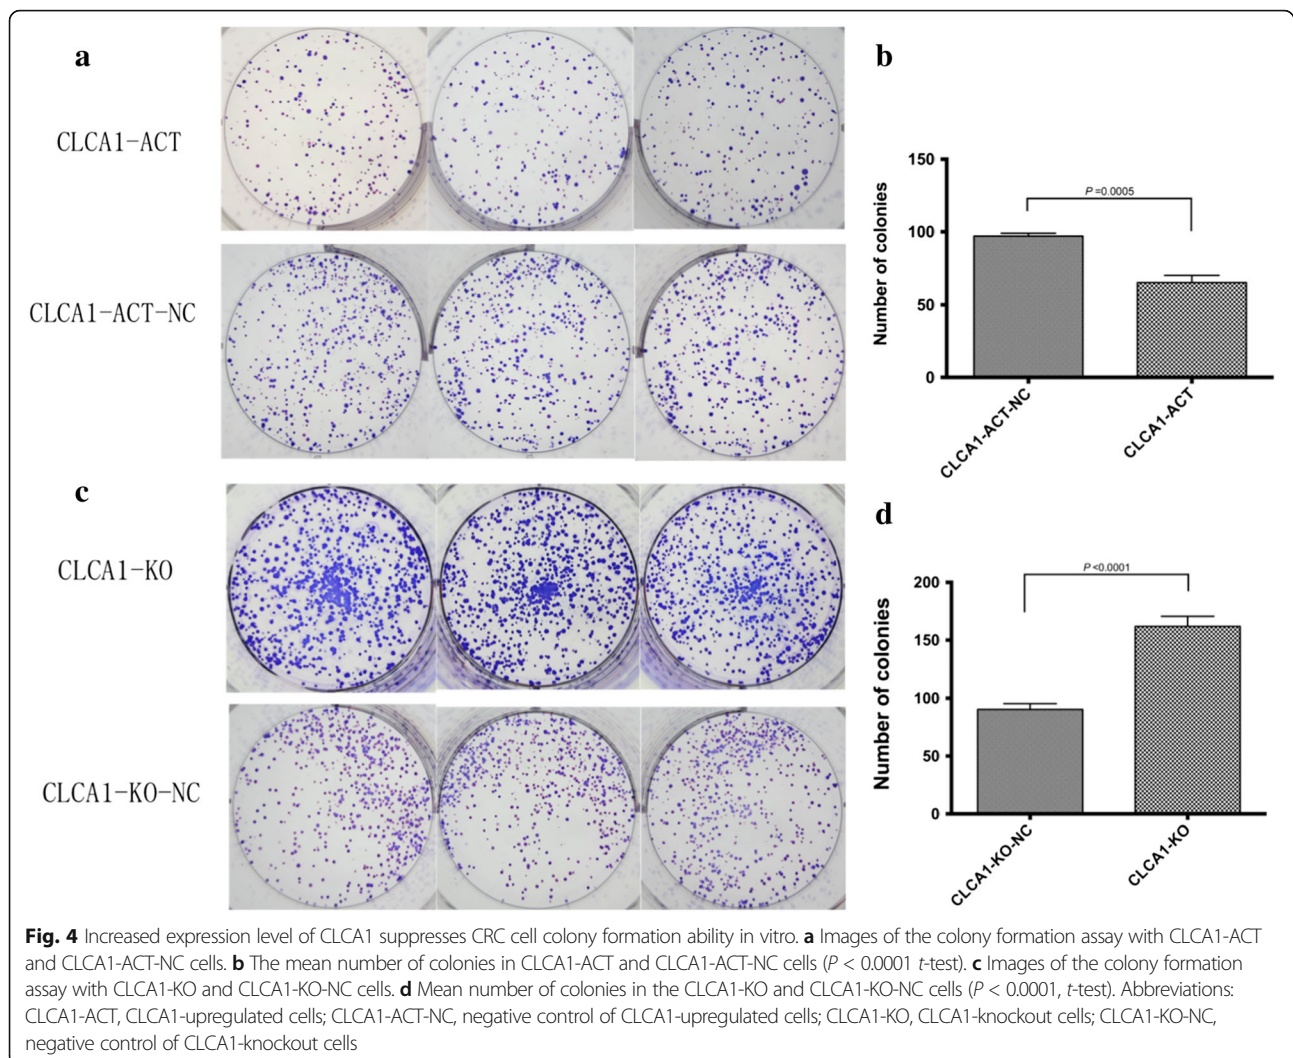 a
CLCA1-ACT
CLCA1-ACT-NC
b
Number of colonies
150
100
50
0
P=0.0005
CLCA1-ACT-NC
CLCA1-ACT
c
CLCA1-KO
CLCA1-KO-NC
d
Number of colonies
200
150
100
50
0
P<0.0001
CLCA1-KO-NC
CLCA1-KO
Fig. 4 Increased expression level of CLCA1 suppresses CRC cell colony formation ability in vitro. a Images of the colony formation assay with CLCA1-ACT
and CLCA1-ACT-NC cells. b The mean number of colonies in CLCA1-ACT and CLCA1-ACT-NC cells (P < 0.0001 t-test). c Images of the colony formation
assay with CLCA1-KO and CLCA1-KO-NC cells. d Mean number of colonies in the CLCA1-KO and CLCA1-KO-NC cells (P < 0.0001, t-test). Abbreviations:
CLCA1-ACT, CLCA1-upregulated cells; CLCA1-ACT-NC, negative control of CLCA1-upregulated cells; CLCA1-KO, CLCA1-knockout cells; CLCA1-KO-NC,
negative control of CLCA1-knockout cells